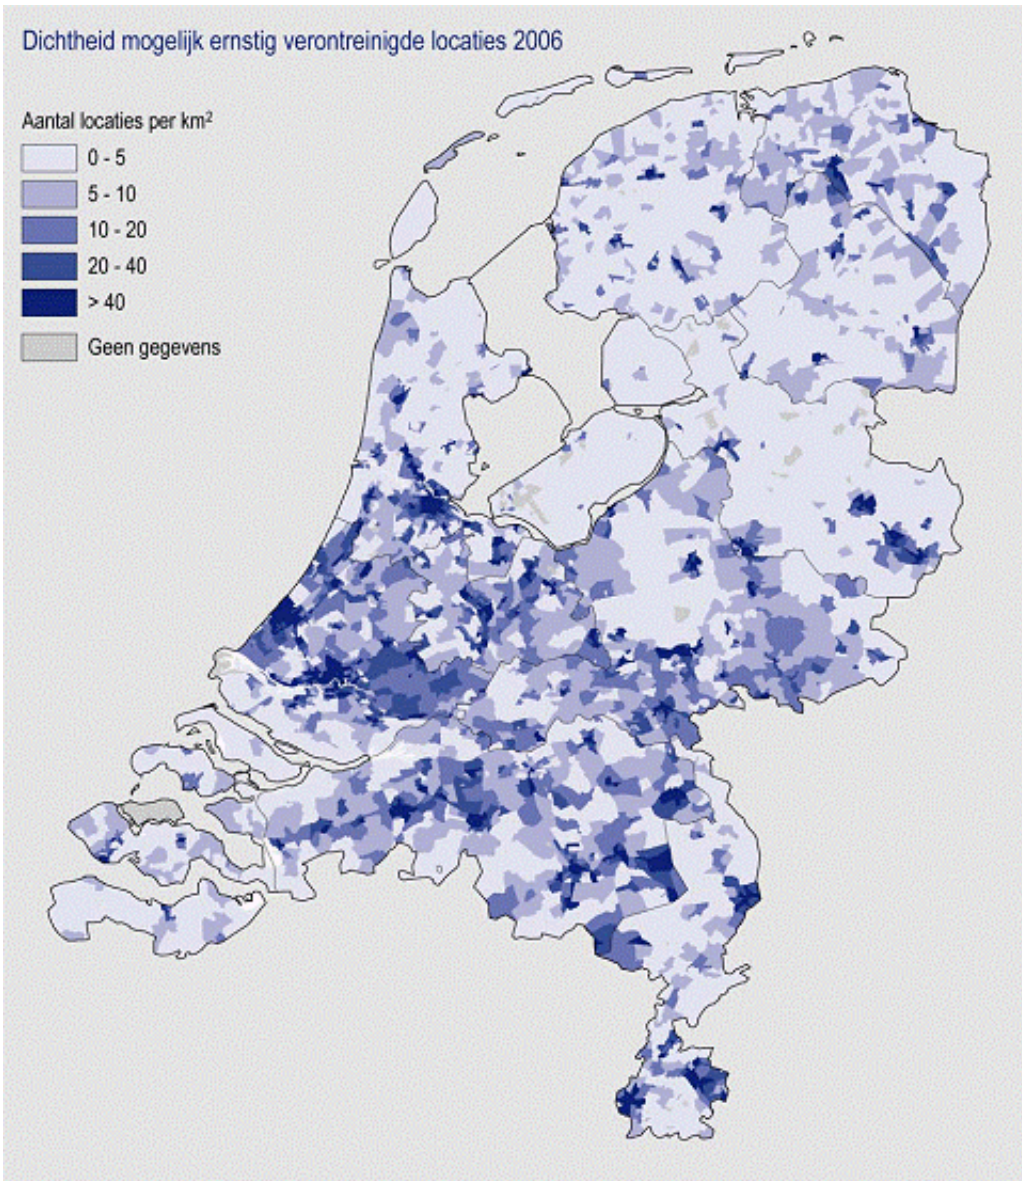 Dichtheid mogelijk ernstig verontreinigde locaties 2006
Aantal locaties per km²
0 - 5
5 - 10
10 - 20
20 - 40
> 40
Geen gegevens